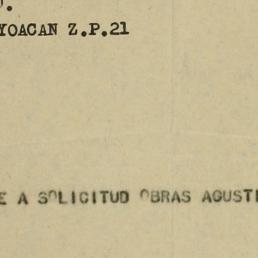 .
YOACAN Z.P.21
E A SOLICITUD OBRAS AGUST